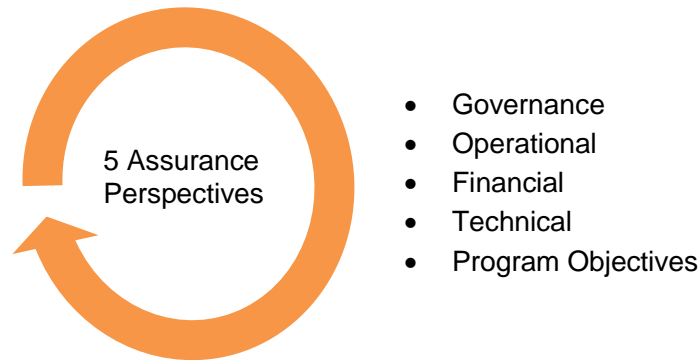 5 Assurance
Perspectives
• Governance
• Operational
• Financial
• Technical
• Program Objectives